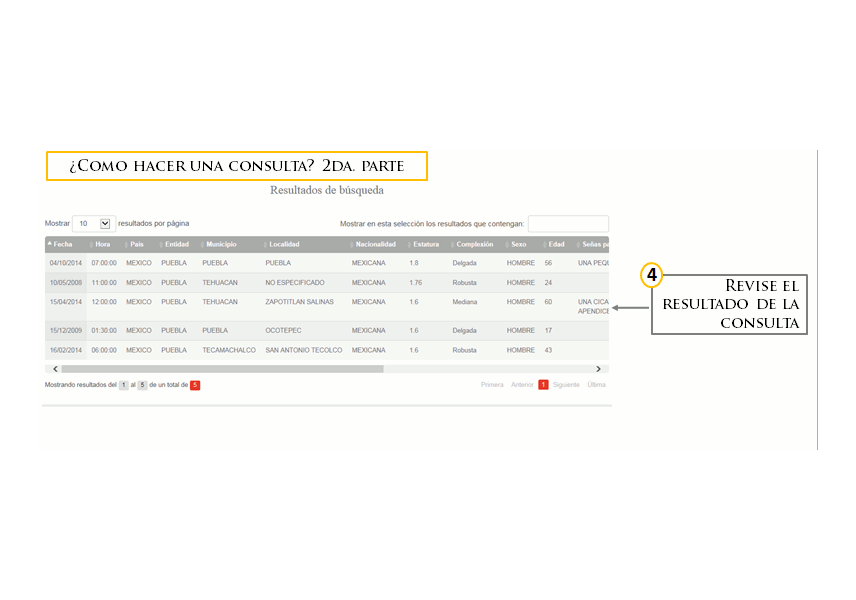 ¿Como hacer una consulta? 2da. parte
Resultados de búsqueda
Mostrar 10 resultados por página Mostrar en esta selección los resultados que contengan:
Fecha Hora País Entidad Municipio Localidad Nacionalidad Estatura Complexión Sexo Edad Señas pa
04/10/2014 07:00:00 MEXICO PUEBLA PUEBLA PUEBLA MEXICANA 1.8 Delgada HOMBRE 56 UNA PEQU
10/05/2008 11:00:00 MEXICO PUEBLA TEHUACAN NO ESPECIFICADO MEXICANA 1.76 Robusta HOMBRE 24
15/04/2014 12:00:00 MEXICO PUEBLA TEHUACAN ZAPOTITLAN SALINAS MEXICANA 1.6 Mediana HOMBRE 60 UNA CICA
APENDICE
15/12/2009 01:30:00 MEXICO PUEBLA PUEBLA OCOTEPEC MEXICANA 1.6 Delgada HOMBRE 17
16/02/2014 06:00:00 MEXICO PUEBLA TECAMACHALCO SAN ANTONIO TECOLCO MEXICANA 1.6 Robusta HOMBRE 43
Mostrando resultados del 1 al 5 de un total de 5 Primera Anterior 1 Siguiente Última
4
Revise el
resultado de la
consulta